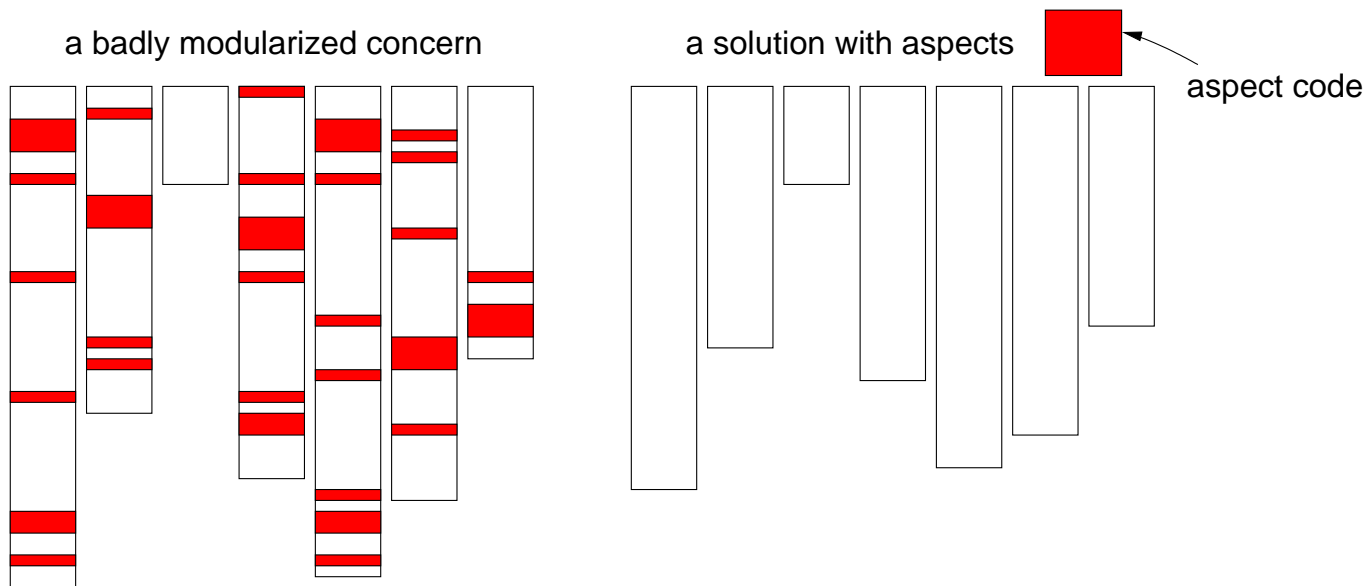 a badly modularized concern
a solution with aspects
aspect code